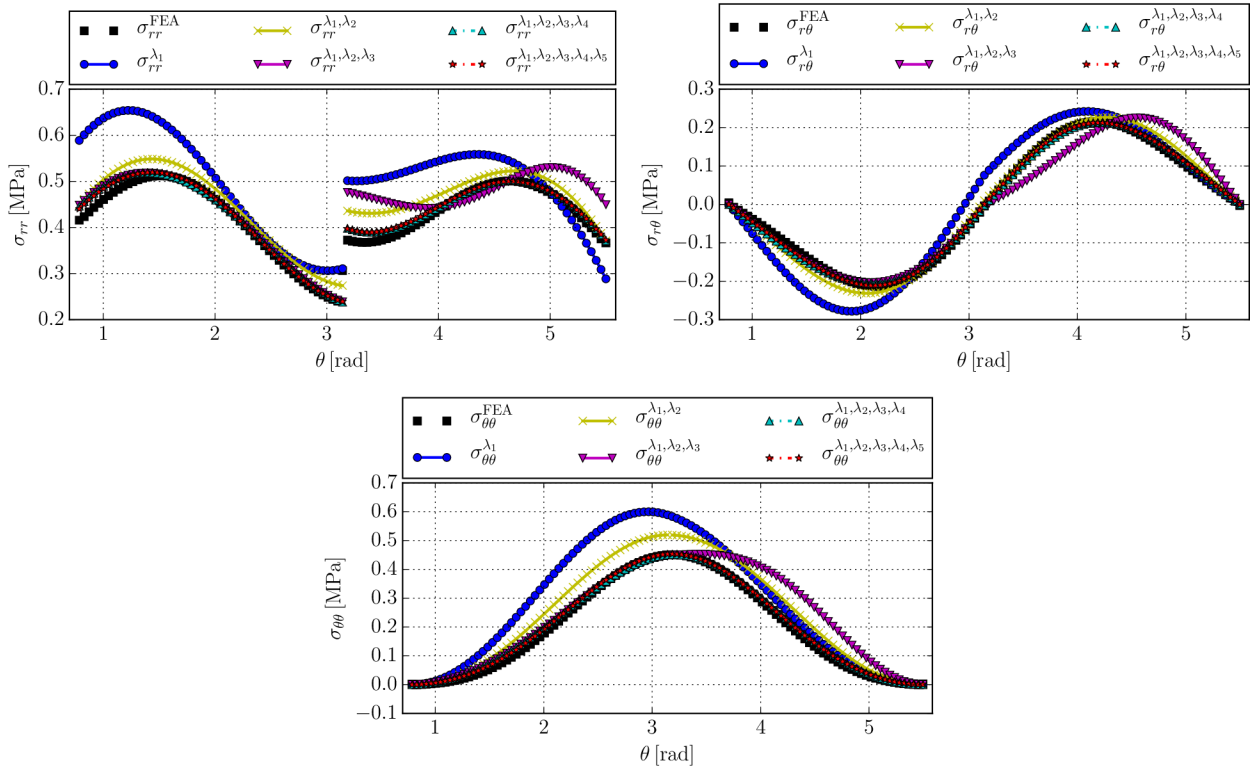 σ_rr^FEA σ_rr^λ1,λ2 σ_rr^λ1,λ2,λ3,λ4
σ_rr^λ1 σ_rr^λ1,λ2,λ3 σ_rr^λ1,λ2,λ3,λ4,λ5
0.7
0.6
0.5
0.4
0.3
0.2
σ_rr [MPa]
1 2 3 4 5
θ [rad]
σ_rθ^FEA σ_rθ^λ1,λ2 σ_rθ^λ1,λ2,λ3,λ4
σ_rθ^λ1 σ_rθ^λ1,λ2,λ3 σ_rθ^λ1,λ2,λ3,λ4,λ5
0.3
0.2
0.1
0.0
−0.1
−0.2
−0.3
σ_rθ [MPa]
1 2 3 4 5
θ [rad]
σ_θθ^FEA σ_θθ^λ1,λ2 σ_θθ^λ1,λ2,λ3,λ4
σ_θθ^λ1 σ_θθ^λ1,λ2,λ3 σ_θθ^λ1,λ2,λ3,λ4,λ5
0.7
0.6
0.5
0.4
0.3
0.2
0.1
0.0
−0.1
σ_θθ [MPa]
1 2 3 4 5
θ [rad]